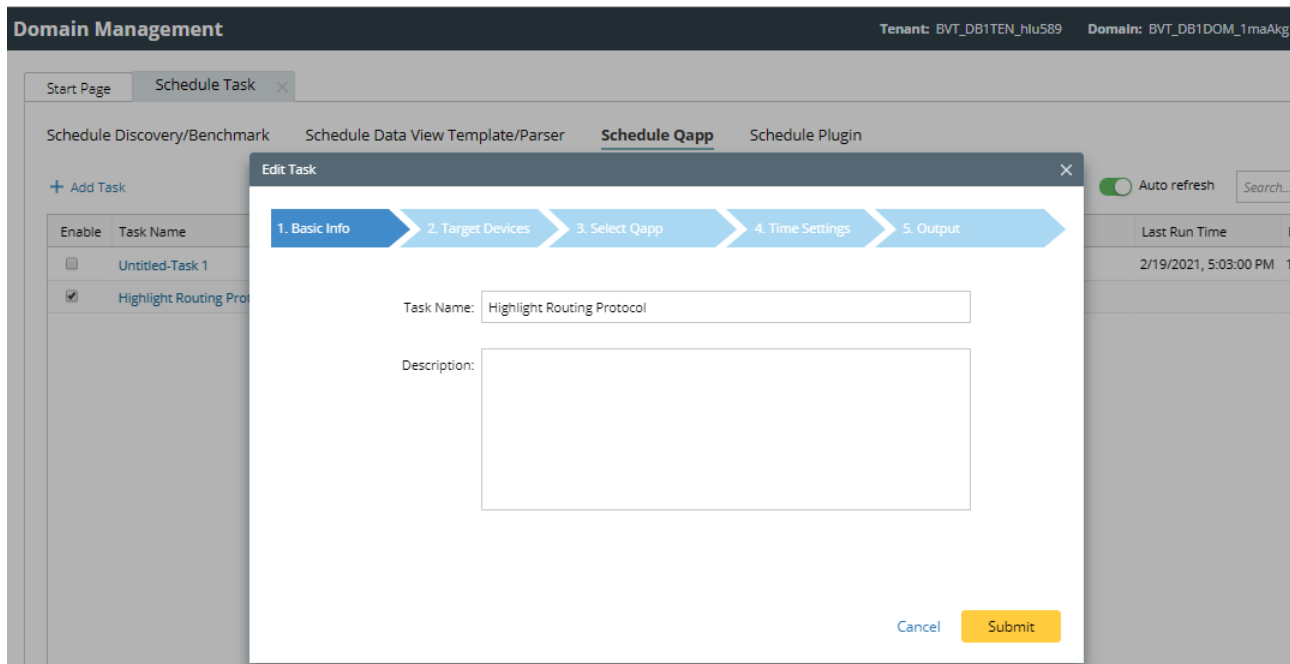 Domain Management Tenant: BVT_DB1TEN_hlu589 Domain: BVT_DB1DOM_1maAkg
Start Page Schedule Task
Schedule Discovery/Benchmark Schedule Data View Template/Parser Schedule Qapp Schedule Plugin
Edit Task
+ Add Task Auto refresh Search...
1. Basic Info 2. Target Devices 3. Select Qapp 4. Time Settings 5. Output
Enable Task Name Last Run Time
Untitled-Task 1 2/19/2021, 5:03:00 PM
Highlight Routing Pro
Task Name: Highlight Routing Protocol
Description:
Cancel Submit